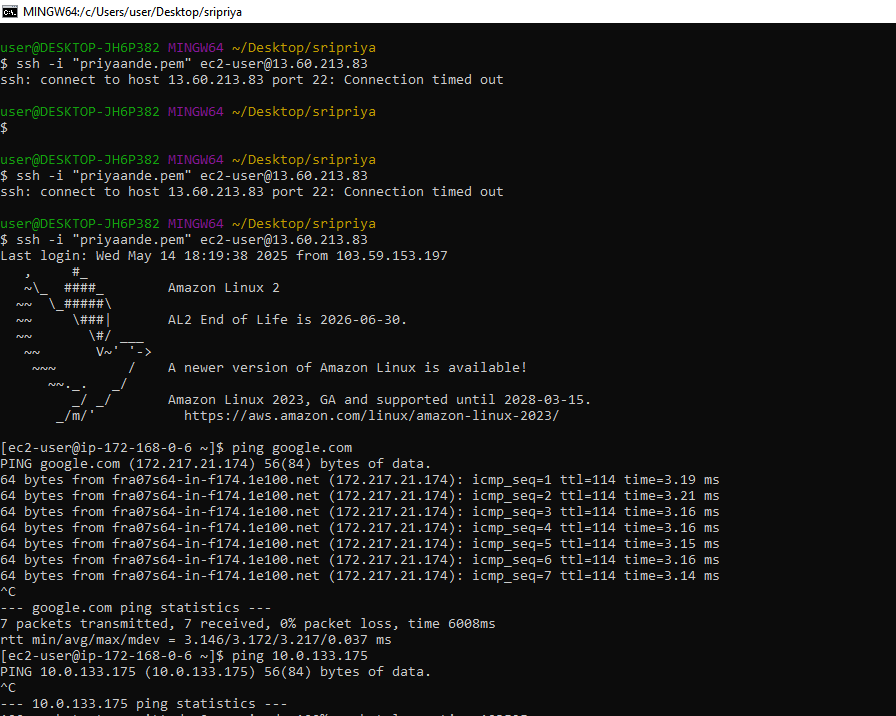 MINGW64:/c/Users/user/Desktop/sripriya
user@DESKTOP-JH6P382 MINGW64 ~/Desktop/sripriya
$ ssh -i "priyaande.pem" ec2-user@13.60.213.83
ssh: connect to host 13.60.213.83 port 22: Connection timed out
user@DESKTOP-JH6P382 MINGW64 ~/Desktop/sripriya
$
user@DESKTOP-JH6P382 MINGW64 ~/Desktop/sripriya
$ ssh -i "priyaande.pem" ec2-user@13.60.213.83
ssh: connect to host 13.60.213.83 port 22: Connection timed out
user@DESKTOP-JH6P382 MINGW64 ~/Desktop/sripriya
$ ssh -i "priyaande.pem" ec2-user@13.60.213.83
Last login: Wed May 14 18:19:38 2025 from 103.59.153.197
   ,     #_
   ~\_  ####_        Amazon Linux 2
  ~~  \_#####\
  ~~     \###|       AL2 End of Life is 2026-06-30.
  ~~       \#/ ___
   ~~       V~' '->
    ~~~         /    A newer version of Amazon Linux is available!
      ~~._.   _/
         _/ _/       Amazon Linux 2023, GA and supported until 2028-03-15.
       _/m/'           https://aws.amazon.com/linux/amazon-linux-2023/
[ec2-user@ip-172-168-0-6 ~]$ ping google.com
PING google.com (172.217.21.174) 56(84) bytes of data.
64 bytes from fra07s64-in-f174.1e100.net (172.217.21.174): icmp_seq=1 ttl=114 time=3.19 ms
64 bytes from fra07s64-in-f174.1e100.net (172.217.21.174): icmp_seq=2 ttl=114 time=3.21 ms
64 bytes from fra07s64-in-f174.1e100.net (172.217.21.174): icmp_seq=3 ttl=114 time=3.16 ms
64 bytes from fra07s64-in-f174.1e100.net (172.217.21.174): icmp_seq=4 ttl=114 time=3.16 ms
64 bytes from fra07s64-in-f174.1e100.net (172.217.21.174): icmp_seq=5 ttl=114 time=3.15 ms
64 bytes from fra07s64-in-f174.1e100.net (172.217.21.174): icmp_seq=6 ttl=114 time=3.16 ms
64 bytes from fra07s64-in-f174.1e100.net (172.217.21.174): icmp_seq=7 ttl=114 time=3.14 ms
^C
--- google.com ping statistics ---
7 packets transmitted, 7 received, 0% packet loss, time 6008ms
rtt min/avg/max/mdev = 3.146/3.172/3.217/0.037 ms
[ec2-user@ip-172-168-0-6 ~]$ ping 10.0.133.175
PING 10.0.133.175 (10.0.133.175) 56(84) bytes of data.
^C
--- 10.0.133.175 ping statistics ---